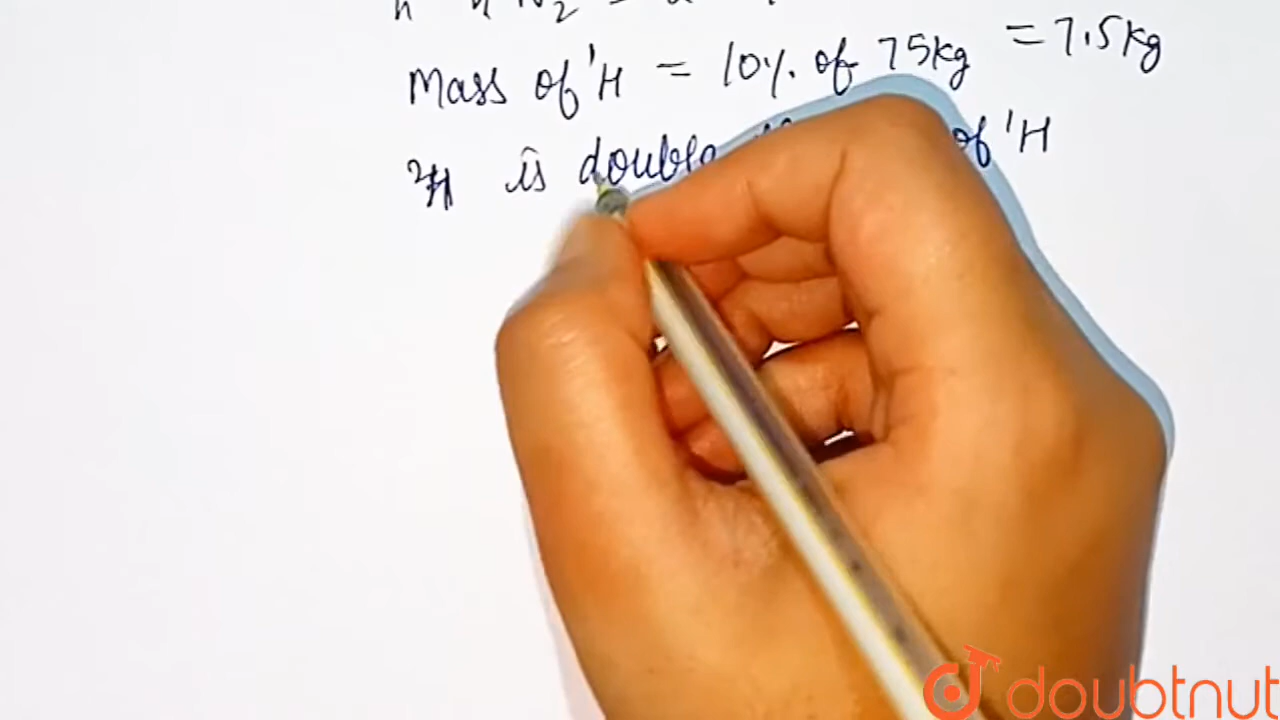 Mass of ¹H = 10% of 75kg = 7.5kg
²H is double of ¹H
doubtnut